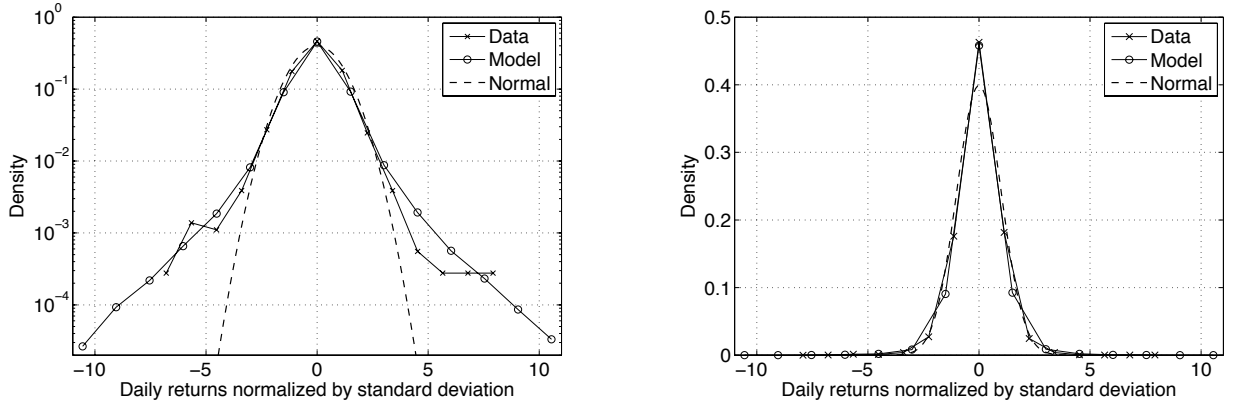 10⁰
10⁻¹
10⁻²
10⁻³
10⁻⁴
Density
−10
−5
0
5
10
Daily returns normalized by standard deviation
Data
Model
Normal
0.5
0.4
0.3
0.2
0.1
0
Density
−10
−5
0
5
10
Daily returns normalized by standard deviation
Data
Model
Normal